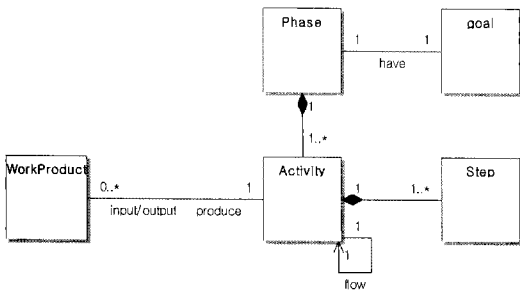 Phase
goal
1
1
have
1
1..*
WorkProduct
Activity
Step
0..*
1
1
1..*
input/output
produce
1
1
flow